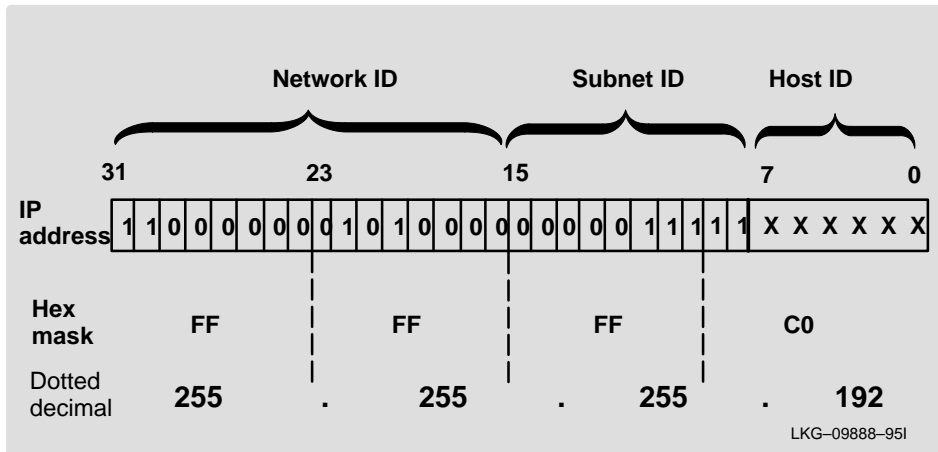 Network ID Subnet ID Host ID
31 23 15 7 0
IP address 1 1 0 0 0 0 0 0 0 1 0 1 0 0 0 0 0 0 0 0 0 1 1 1 1 1 X X X X X X
Hex mask FF FF FF C0
Dotted decimal 255 . 255 . 255 . 192
LKG–09888–95I